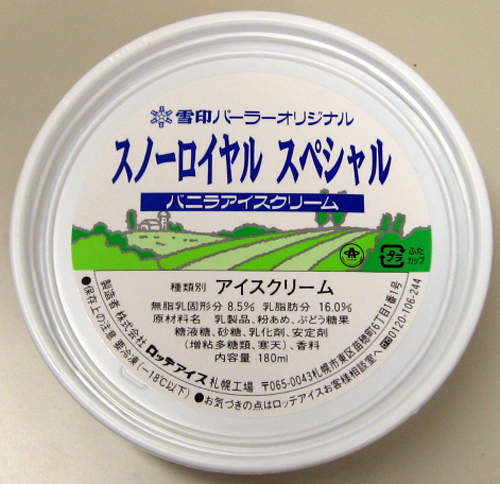 雪印パーラーオリジナル
スノーロイヤル スペシャル
バニラアイスクリーム
プラ
ふた
カップ
種類別 アイスクリーム
無脂乳固形分 8.5% 乳脂肪分 16.0%
原材料名 乳製品、粉あめ、ぶどう糖果
糖液糖、砂糖、乳化剤、安定剤
(増粘多糖類、寒天)、香料
内容量 180ml
製造者 株式会社 ロッテアイス 札幌工場 〒065-0043札幌市東区苗穂町6丁目1番1号
●保存上の注意 要冷凍(-18℃以下) ●お気づきの点はロッテアイスお客様相談室へ 0120-106-244